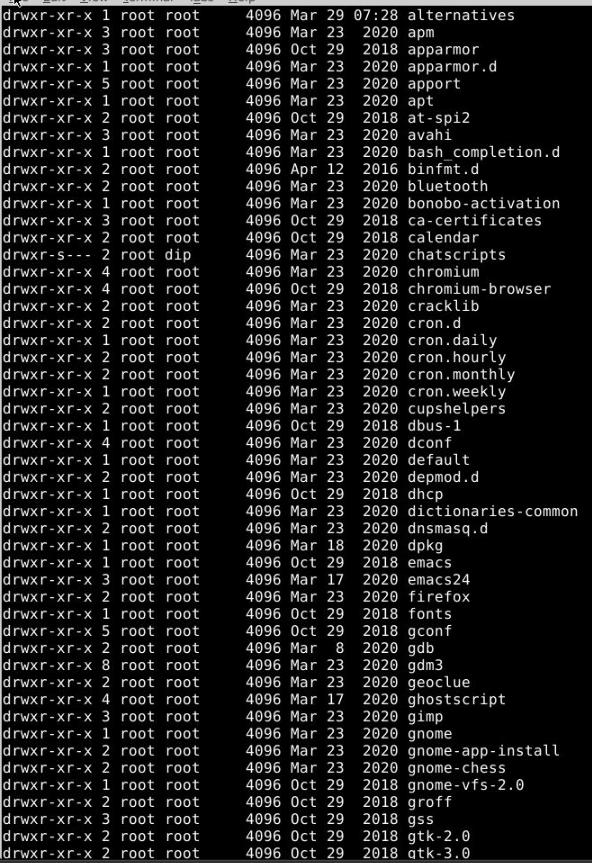 drwxr-xr-x 1 root root 4096 Mar 29 07:28 alternatives
drwxr-xr-x 3 root root 4096 Mar 23 2020 apm
drwxr-xr-x 3 root root 4096 Oct 29 2018 apparmor
drwxr-xr-x 1 root root 4096 Mar 23 2020 apparmor.d
drwxr-xr-x 5 root root 4096 Mar 23 2020 apport
drwxr-xr-x 1 root root 4096 Mar 23 2020 apt
drwxr-xr-x 2 root root 4096 Oct 29 2018 at-spi2
drwxr-xr-x 3 root root 4096 Mar 23 2020 avahi
drwxr-xr-x 1 root root 4096 Mar 23 2020 bash_completion.d
drwxr-xr-x 2 root root 4096 Apr 12 2016 binfmt.d
drwxr-xr-x 2 root root 4096 Mar 23 2020 bluetooth
drwxr-xr-x 1 root root 4096 Mar 23 2020 bonobo-activation
drwxr-xr-x 3 root root 4096 Oct 29 2018 ca-certificates
drwxr-xr-x 2 root root 4096 Oct 29 2018 calendar
drwxr-s--- 2 root dip 4096 Mar 23 2020 chatscripts
drwxr-xr-x 4 root root 4096 Mar 23 2020 chromium
drwxr-xr-x 4 root root 4096 Oct 29 2018 chromium-browser
drwxr-xr-x 2 root root 4096 Mar 23 2020 cracklib
drwxr-xr-x 2 root root 4096 Mar 23 2020 cron.d
drwxr-xr-x 1 root root 4096 Mar 23 2020 cron.daily
drwxr-xr-x 2 root root 4096 Mar 23 2020 cron.hourly
drwxr-xr-x 2 root root 4096 Mar 23 2020 cron.monthly
drwxr-xr-x 1 root root 4096 Mar 23 2020 cron.weekly
drwxr-xr-x 2 root root 4096 Mar 23 2020 cupshelpers
drwxr-xr-x 1 root root 4096 Oct 29 2018 dbus-1
drwxr-xr-x 4 root root 4096 Mar 23 2020 dconf
drwxr-xr-x 1 root root 4096 Mar 23 2020 default
drwxr-xr-x 2 root root 4096 Mar 23 2020 depmod.d
drwxr-xr-x 1 root root 4096 Oct 29 2018 dhcp
drwxr-xr-x 1 root root 4096 Mar 23 2020 dictionaries-common
drwxr-xr-x 2 root root 4096 Mar 23 2020 dnsmasq.d
drwxr-xr-x 1 root root 4096 Mar 18 2020 dpkg
drwxr-xr-x 1 root root 4096 Oct 29 2018 emacs
drwxr-xr-x 3 root root 4096 Mar 17 2020 emacs24
drwxr-xr-x 2 root root 4096 Mar 23 2020 firefox
drwxr-xr-x 1 root root 4096 Oct 29 2018 fonts
drwxr-xr-x 5 root root 4096 Oct 29 2018 gconf
drwxr-xr-x 2 root root 4096 Mar 8 2020 gdb
drwxr-xr-x 8 root root 4096 Mar 23 2020 gdm3
drwxr-xr-x 2 root root 4096 Mar 23 2020 geoclue
drwxr-xr-x 4 root root 4096 Mar 17 2020 ghostscript
drwxr-xr-x 3 root root 4096 Mar 23 2020 gimp
drwxr-xr-x 1 root root 4096 Mar 23 2020 gnome
drwxr-xr-x 2 root root 4096 Mar 23 2020 gnome-app-install
drwxr-xr-x 2 root root 4096 Mar 23 2020 gnome-chess
drwxr-xr-x 1 root root 4096 Oct 29 2018 gnome-vfs-2.0
drwxr-xr-x 2 root root 4096 Oct 29 2018 groff
drwxr-xr-x 3 root root 4096 Oct 29 2018 gss
drwxr-xr-x 2 root root 4096 Oct 29 2018 gtk-2.0
drwxr-xr-x 2 root root 4096 Oct 29 2018 gtk-3.0